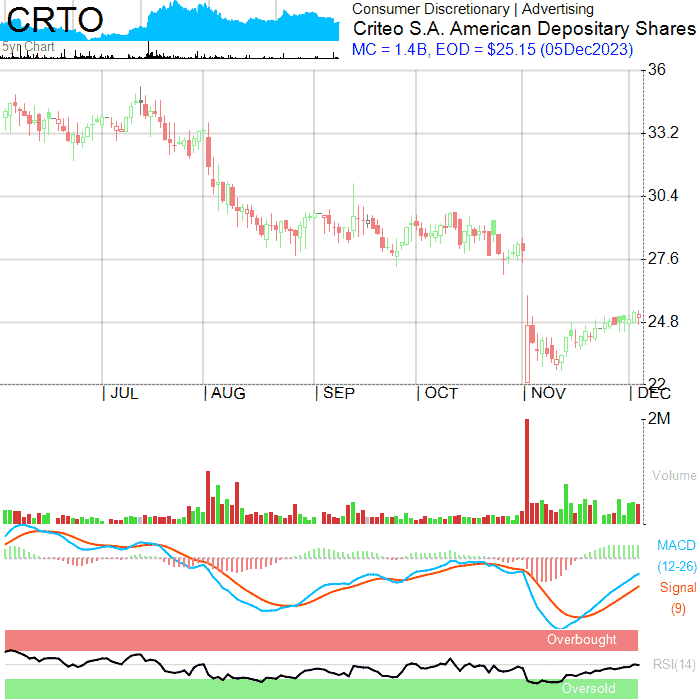 CRTO
5yr Chart
Consumer Discretionary | Advertising
Criteo S.A. American Depositary Shares
MC = 1.4B, EOD = $25.15 (05Dec2023)
36
33.2
30.4
27.6
24.8
22
| JUL | AUG | SEP | OCT | NOV | DEC
2M
Volume
MACD
(12-26)
Signal
(9)
Overbought
RSI(14)
Oversold